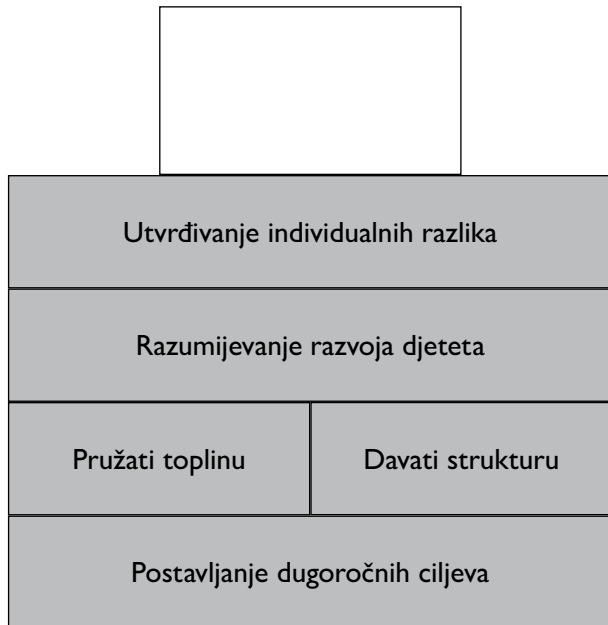 Utvrđivanje individualnih razlika
Razumijevanje razvoja djeteta
Pružati toplinu
Davati strukturu
Postavljanje dugoročnih ciljeva